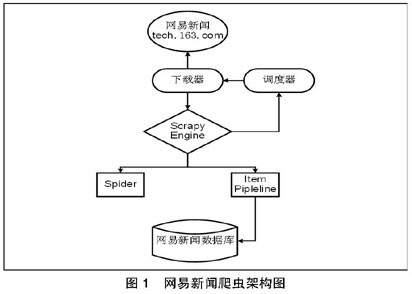 网易新闻
tech.163.com
下载器
调度器
Scrapy
Engine
Spider
Item
Pipleline
网易新闻数据库
图 1 网易新闻爬虫架构图